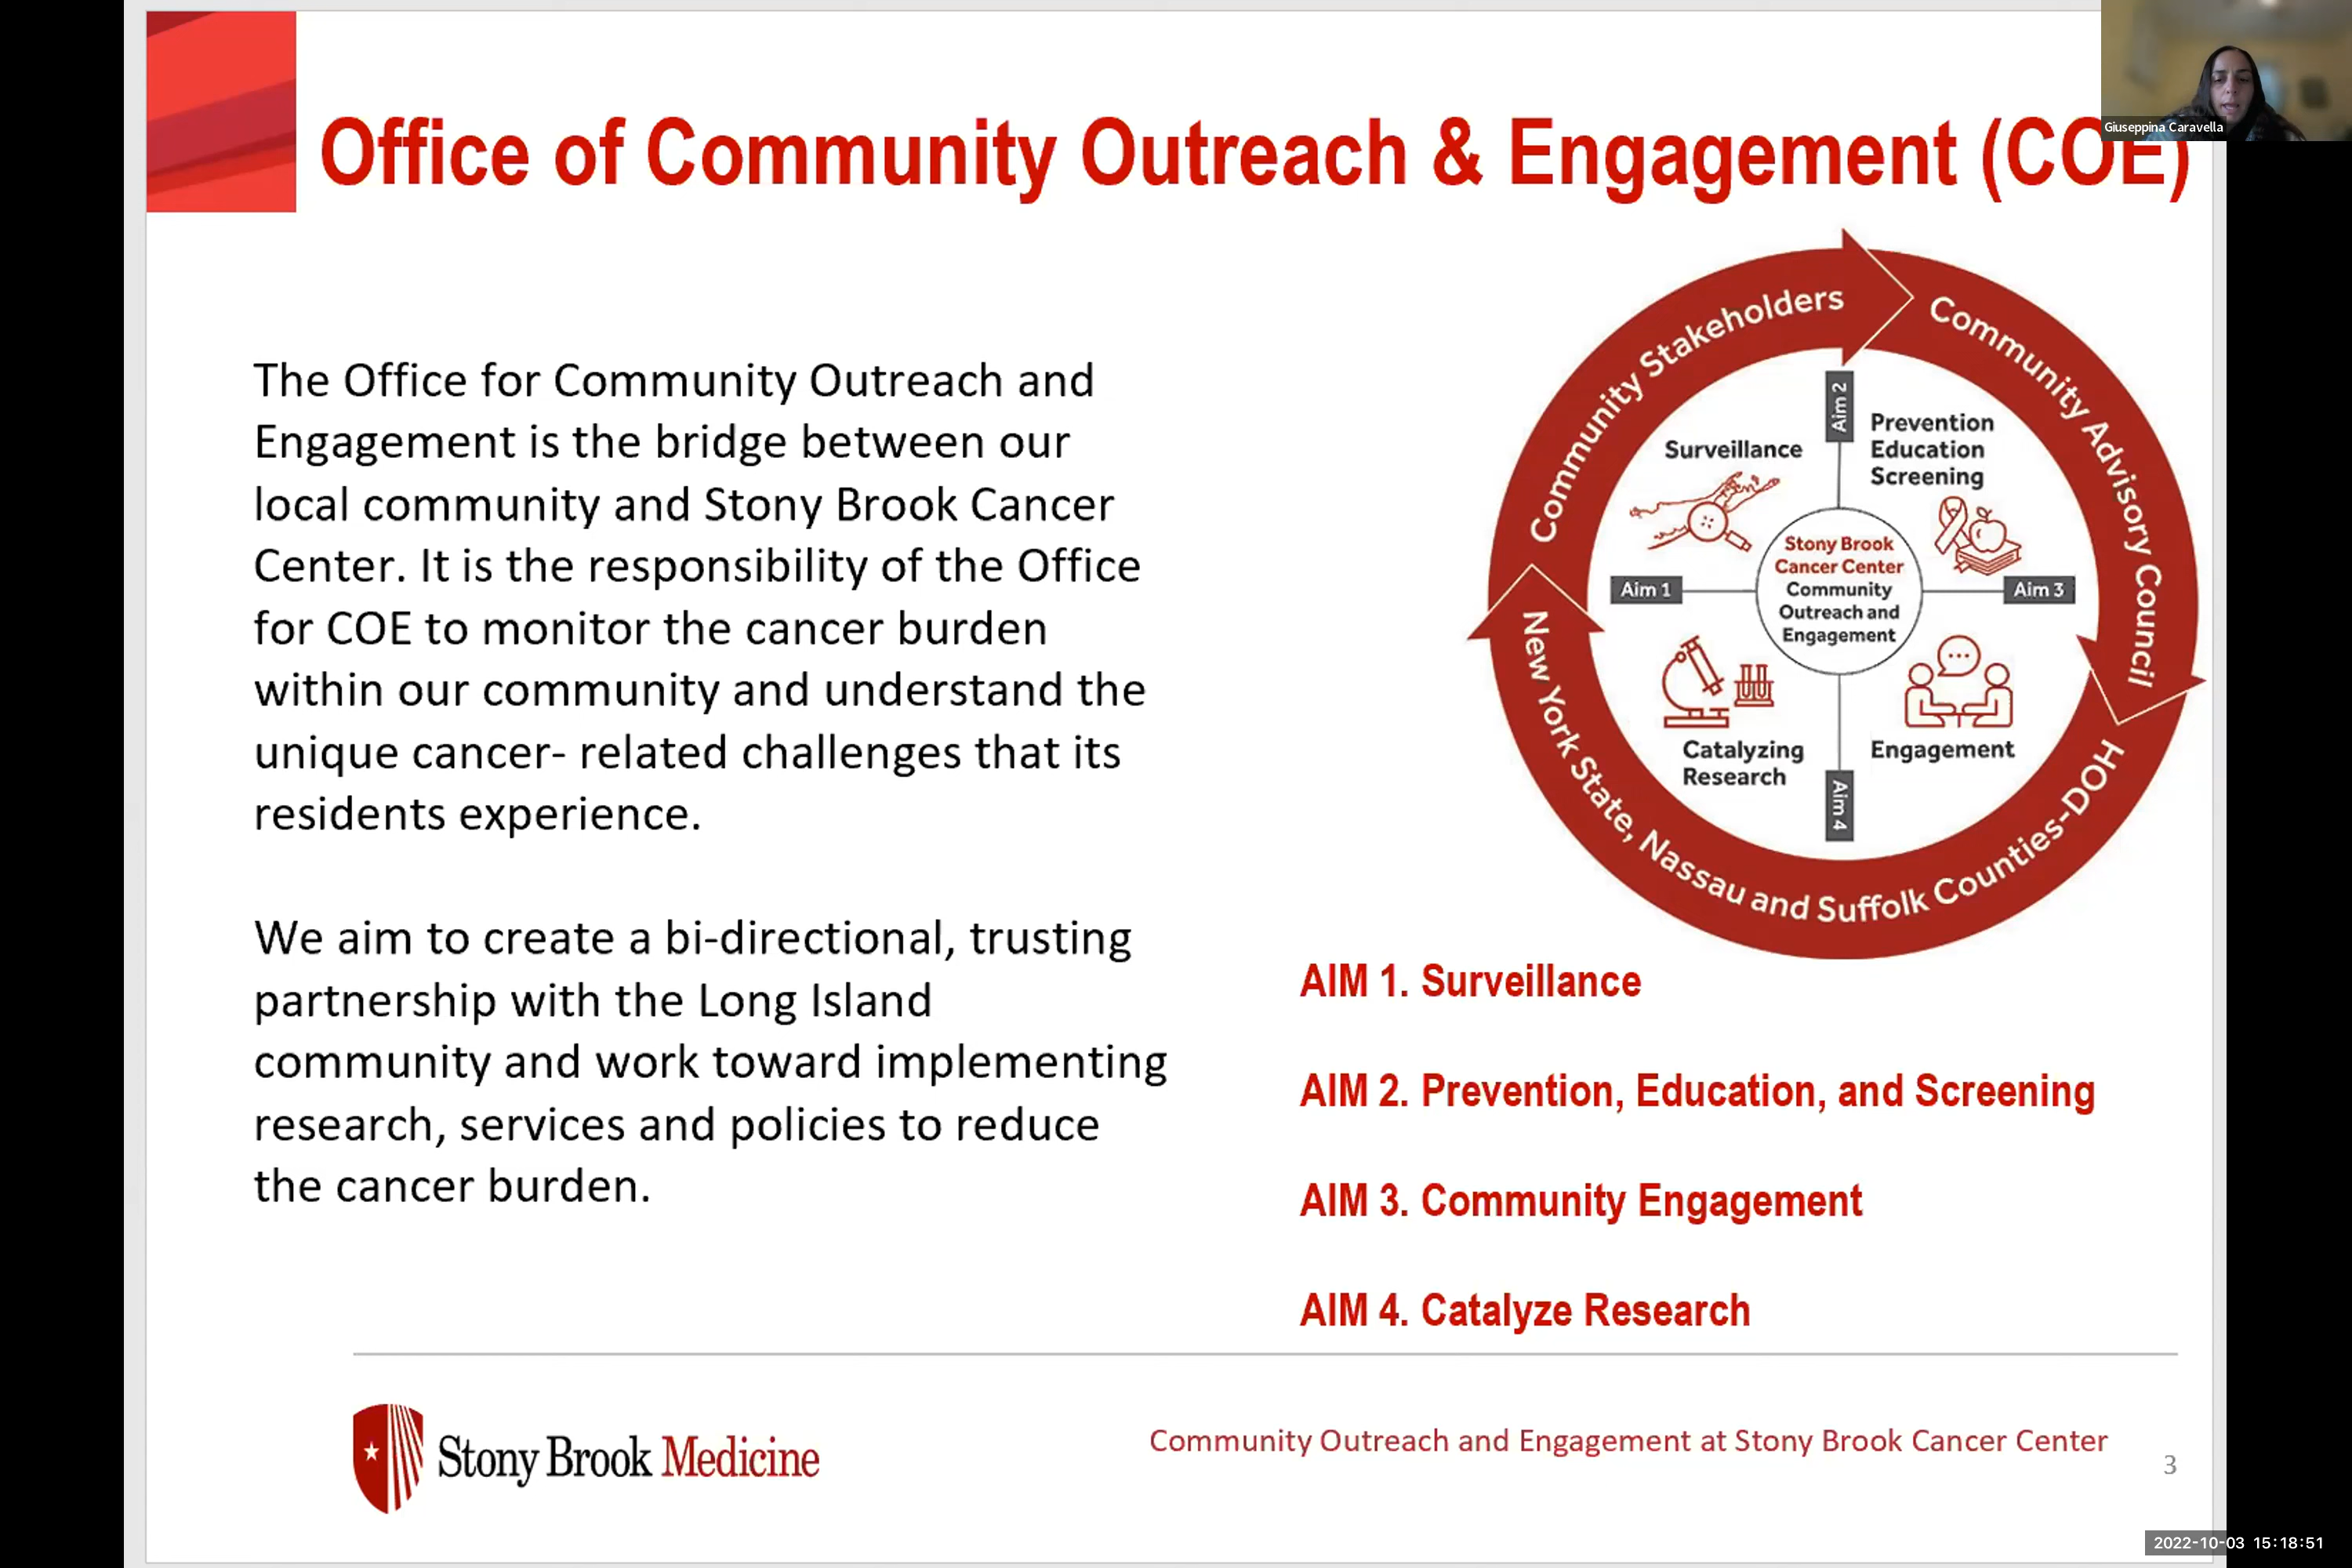 Office of Community Outreach & Engagement (COE)
Giuseppina Caravella
The Office for Community Outreach and
Engagement is the bridge between our
local community and Stony Brook Cancer
Center. It is the responsibility of the Office
for COE to monitor the cancer burden
within our community and understand the
unique cancer- related challenges that its
residents experience.
We aim to create a bi-directional, trusting
partnership with the Long Island
community and work toward implementing
research, services and policies to reduce
the cancer burden.
Community Stakeholders
Community Advisory Council
New York State, Nassau and Suffolk Counties-DOH
Aim 2
Surveillance
Prevention
Education
Screening
Aim 1
Stony Brook
Cancer Center
Community
Outreach and
Engagement
Aim 3
Catalyzing
Research
Engagement
Aim 4
AIM 1. Surveillance
AIM 2. Prevention, Education, and Screening
AIM 3. Community Engagement
AIM 4. Catalyze Research
Stony Brook Medicine
Community Outreach and Engagement at Stony Brook Cancer Center
3
2022-10-03 15:18:51